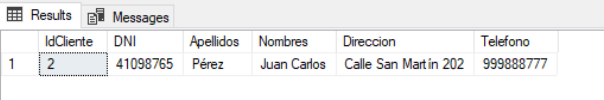 Results Messages
IdCliente DNI Apellidos Nombres Direccion Telefono
1 2 41098765 Pérez Juan Carlos Calle San Martín 202 999888777